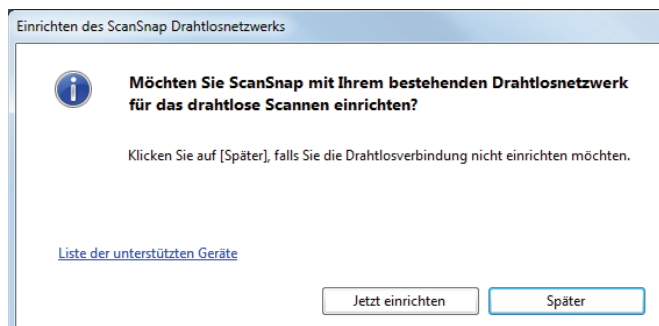 Einrichten des ScanSnap Drahtlosnetzwerks
Möchten Sie ScanSnap mit Ihrem bestehenden Drahtlosnetzwerk
für das drahtlose Scannen einrichten?
Klicken Sie auf [Später], falls Sie die Drahtlosverbindung nicht einrichten möchten.
Liste der unterstützten Geräte
Jetzt einrichten
Später